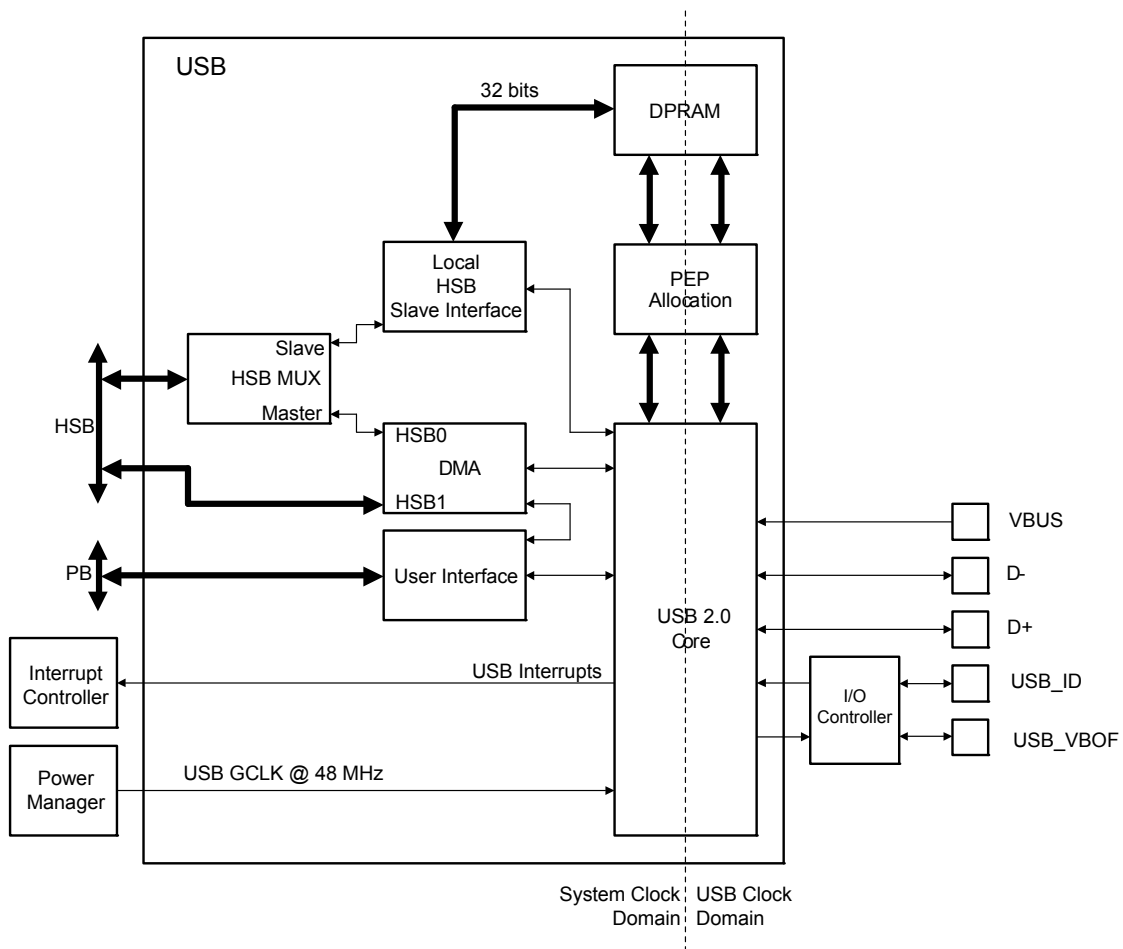 USB
32 bits
DPRAM
Local
HSB
Slave Interface
PEP
Allocation
Slave
HSB MUX
Master
HSB
HSB0
DMA
HSB1
PB
User Interface
USB 2.0
Core
VBUS
D-
D+
USB_ID
USB_VBOF
I/O
Controller
Interrupt
Controller
USB Interrupts
Power
Manager
USB GCLK @ 48 MHz
System Clock
Domain
USB Clock
Domain